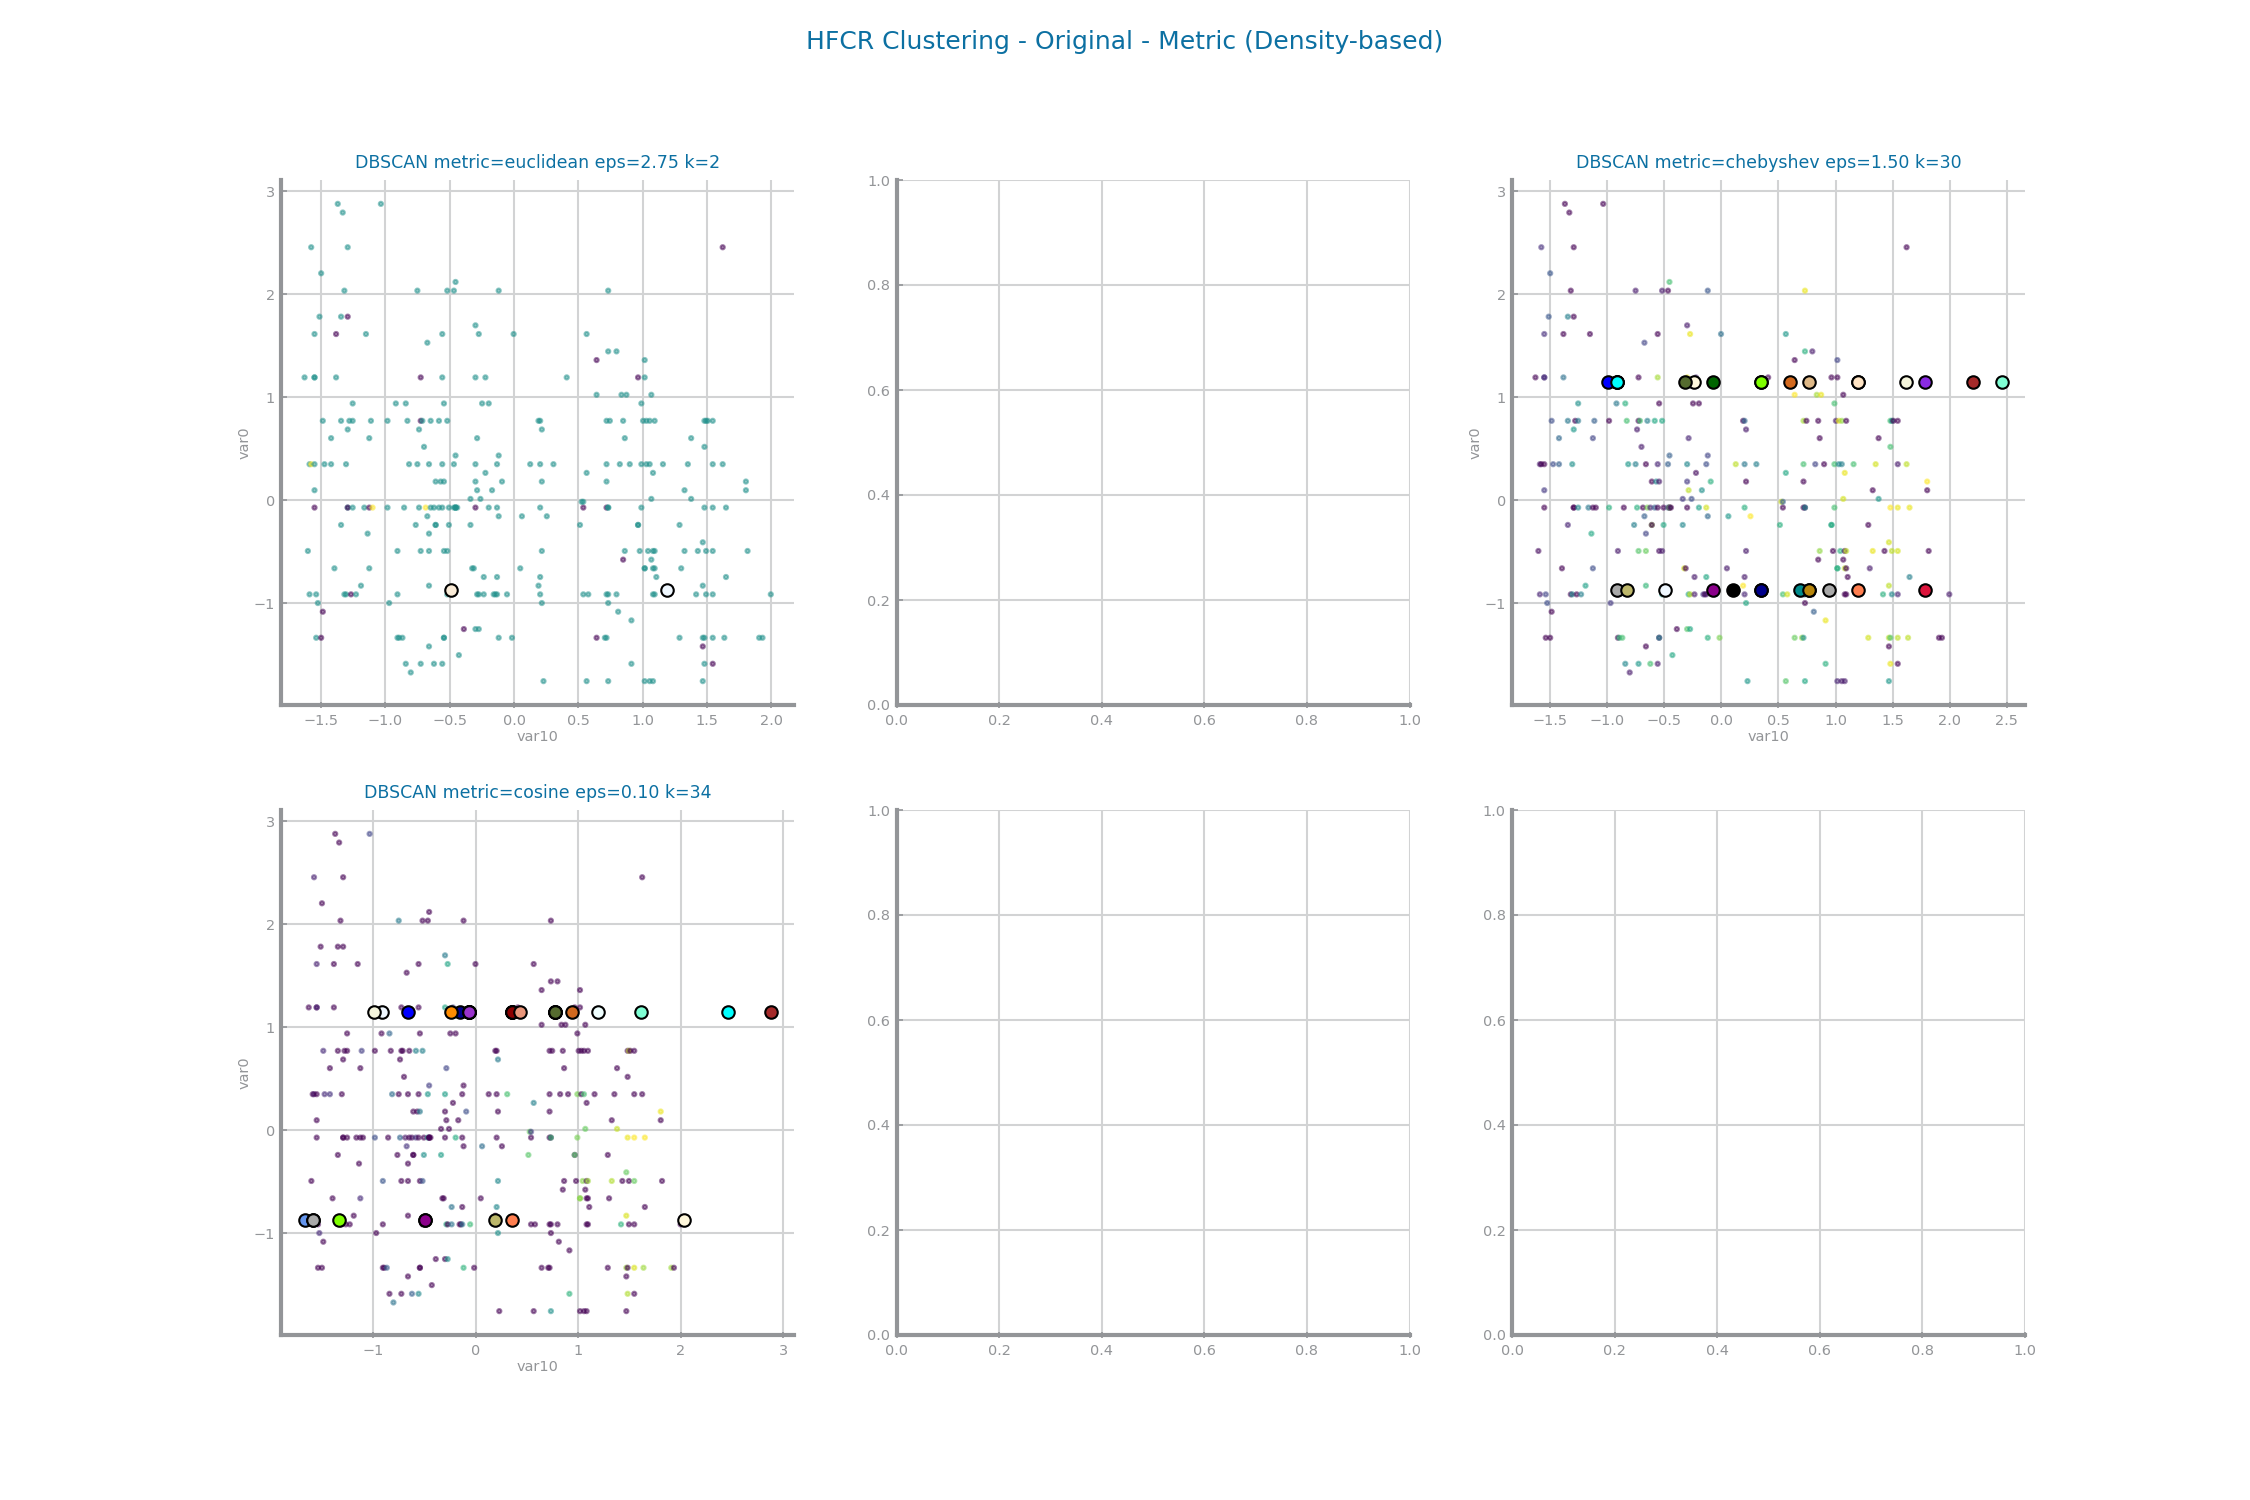 HFCR Clustering - Original - Metric (Density-based)
DBSCAN metric=euclidean eps=2.75 k=2
3
2
1
0
−1
var0
−1.5 −1.0 −0.5 0.0 0.5 1.0 1.5 2.0
var10
1.0
0.8
0.6
0.4
0.2
0.0
0.0 0.2 0.4 0.6 0.8 1.0
DBSCAN metric=chebyshev eps=1.50 k=30
3
2
1
0
−1
var0
−1.5 −1.0 −0.5 0.0 0.5 1.0 1.5 2.0 2.5
var10
DBSCAN metric=cosine eps=0.10 k=34
3
2
1
0
−1
var0
−1 0 1 2 3
var10
1.0
0.8
0.6
0.4
0.2
0.0
0.0 0.2 0.4 0.6 0.8 1.0
1.0
0.8
0.6
0.4
0.2
0.0
0.0 0.2 0.4 0.6 0.8 1.0